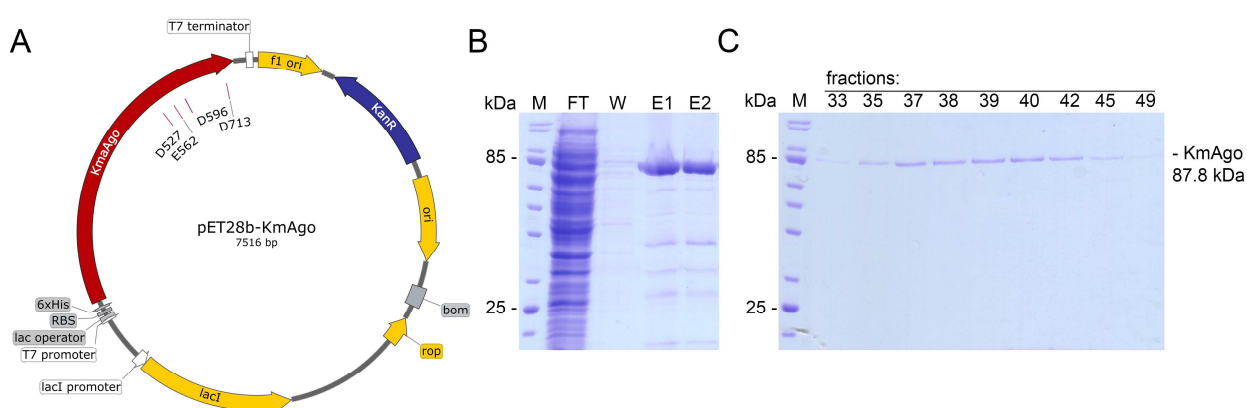 A
T7 terminator
f1 ori
KanR
ori
bom
rop
lacI
lacI promoter
T7 promoter
lac operator
RBS
6xHis
KmaAgo
D527
E562
D596
D713
pET28b-KmAgo
7516 bp
B
kDa M FT W E1 E2
85 -
25 -
C
fractions:
kDa M 33 35 37 38 39 40 42 45 49
85 -
25 -
- KmAgo
87.8 kDa